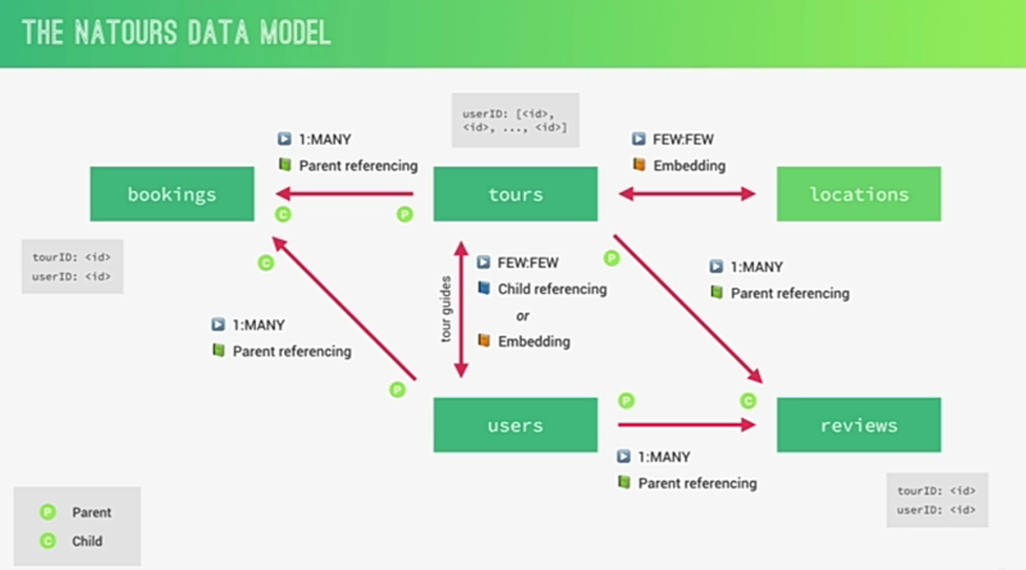 THE NATOURS DATA MODEL
userID: [<id>,
<id>, ..., <id>]
1:MANY
Parent referencing
FEW:FEW
Embedding
bookings
tours
locations
C
P
tourID: <id>
userID: <id>
C
1:MANY
Parent referencing
P
tour guides
FEW:FEW
Child referencing
or
Embedding
P
1:MANY
Parent referencing
users
P
C
reviews
1:MANY
Parent referencing
tourID: <id>
userID: <id>
P Parent
C Child